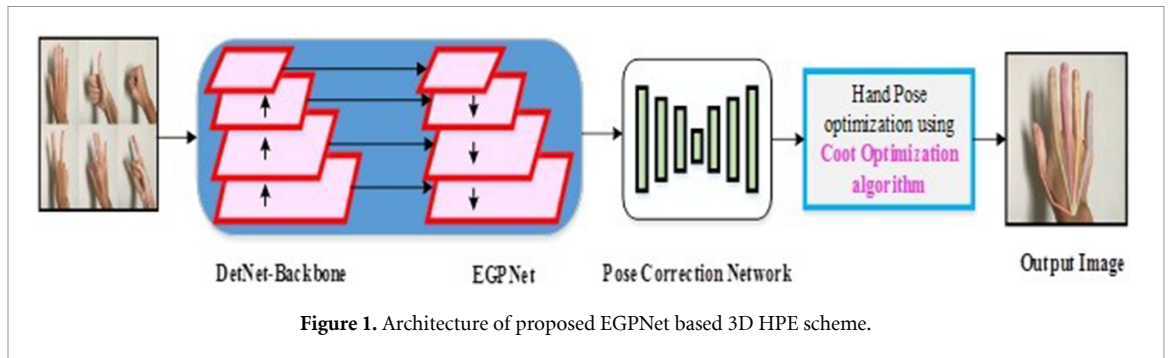 Hand Pose
optimization using
Coot Optimization
algorithm
DetNet-Backbone
EGPNet
Pose Correction Network
Output Image
Figure 1. Architecture of proposed EGPNet based 3D HPE scheme.